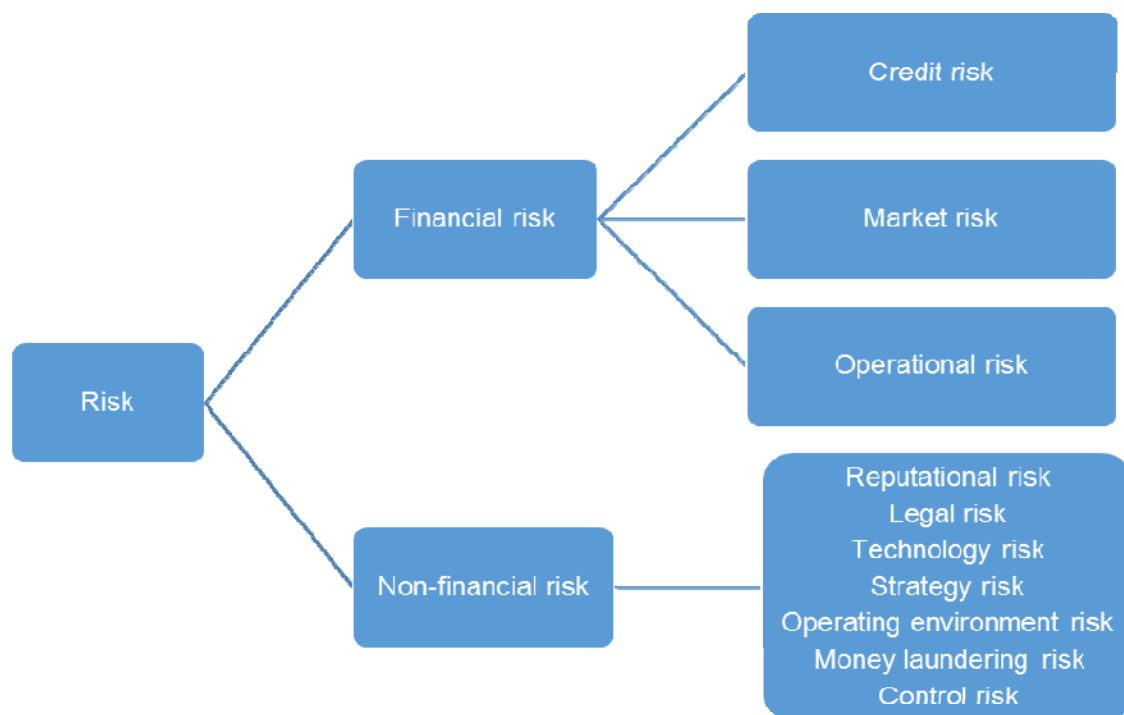 Risk
Financial risk
Credit risk
Market risk
Operational risk
Non-financial risk
Reputational risk
Legal risk
Technology risk
Strategy risk
Operating environment risk
Money laundering risk
Control risk